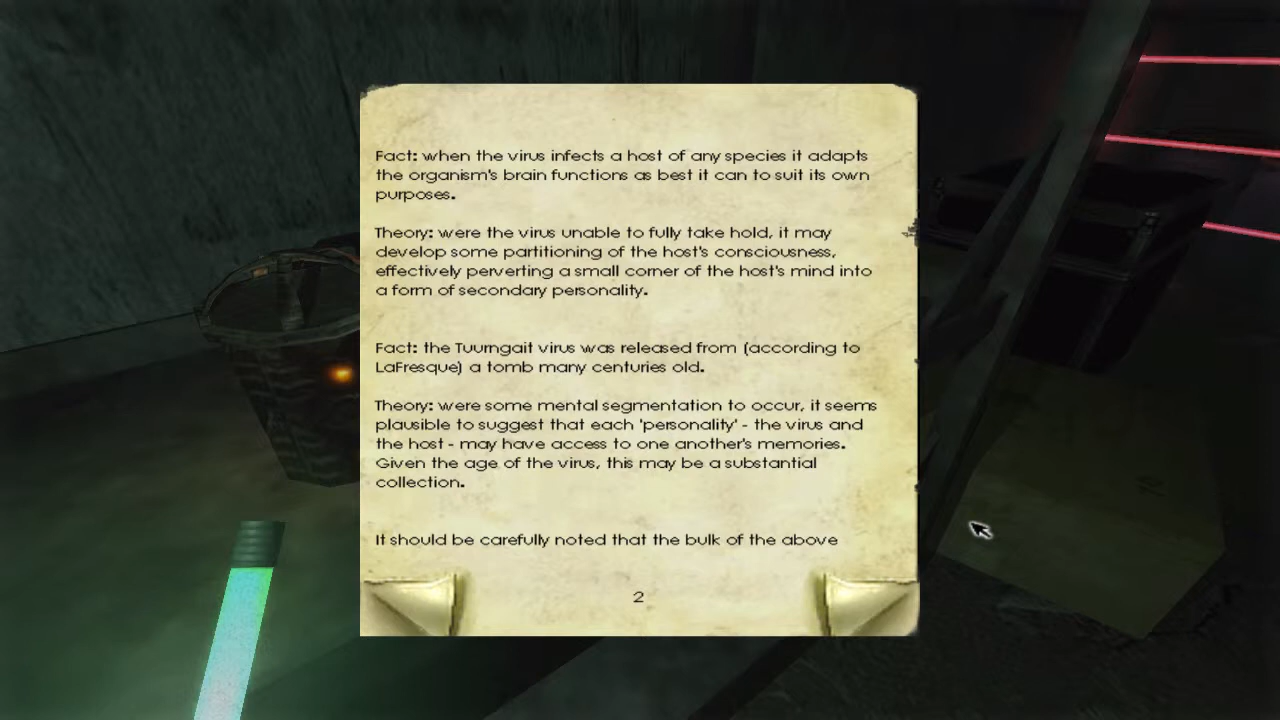 Fact: when the virus infects a host of any species it adapts
the organism's brain functions as best it can to suit its own
purposes.
Theory: were the virus unable to fully take hold, it may
develop some partitioning of the host's consciousness,
effectively perverting a small corner of the host's mind into
a form of secondary personality.
Fact: the Tuurngait virus was released from (according to
LaFresque) a tomb many centuries old.
Theory: were some mental segmentation to occur, it seems
plausible to suggest that each 'personality' - the virus and
the host - may have access to one another's memories.
Given the age of the virus, this may be a substantial
collection.
It should be carefully noted that the bulk of the above
2